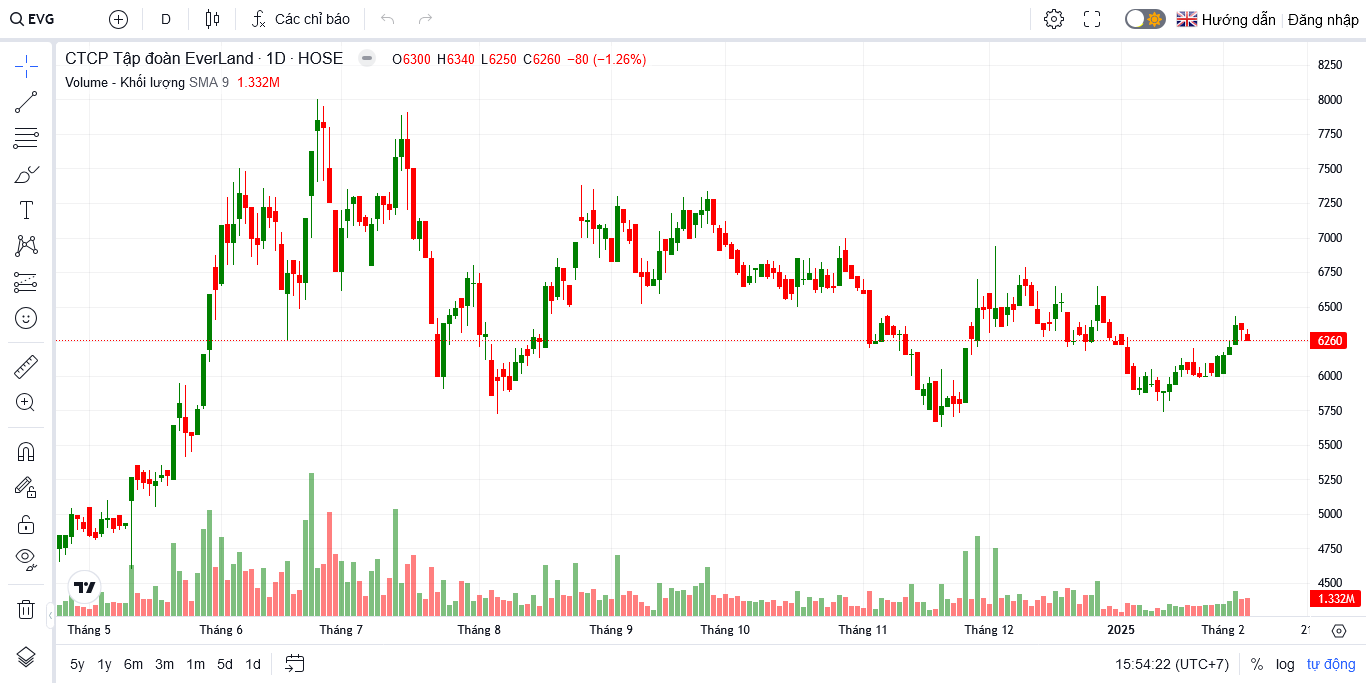 EVG D Các chỉ báo Hướng dẫn Đăng nhập
CTCP Tập đoàn EverLand · 1D · HOSE O6300 H6340 L6250 C6260 −80 (−1.26%)
Volume - Khối lượng SMA 9 1.332M
8250
8000
7750
7500
7250
7000
6750
6500
6260
6000
5750
5500
5250
5000
4750
4500
1.332M
Tháng 5 Tháng 6 Tháng 7 Tháng 8 Tháng 9 Tháng 10 Tháng 11 Tháng 12 2025 Tháng 2 21
5y 1y 6m 3m 1m 5d 1d 15:54:22 (UTC+7) % log tự động